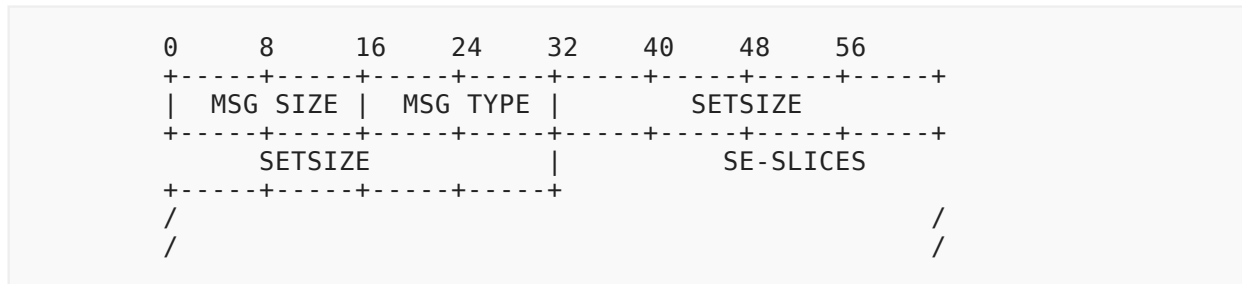 0     8     16    24    32    40    48    56
+-----+-----+-----+-----+-----+-----+-----+-----+
|  MSG SIZE |  MSG TYPE |        SETSIZE
+-----+-----+-----+-----+-----+-----+-----+-----+
      SETSIZE           |          SE-SLICES
+-----+-----+-----+-----+
/                                               /
/                                               /